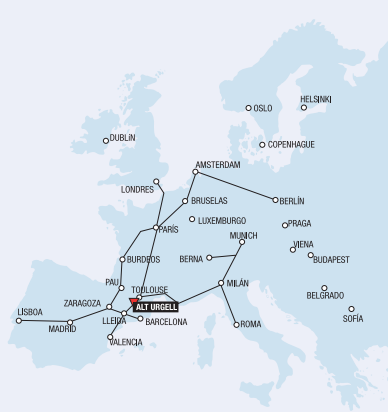 HELSINKI
OSLO
DUBLIN
COPENHAGUE
AMSTERDAM
LONDRES
BRUSELAS
BERLÍN
LUXEMBURGO
PARÍS
PRAGA
MUNICH
VIENA
BURDEOS
BERNA
BUDAPEST
PAU
TOULOUSE
MILÁN
BELGRADO
ZARAGOZA
ALT URGELL
LISBOA
LLEIDA
BARCELONA
SOFÍA
MADRID
ROMA
VALENCIA